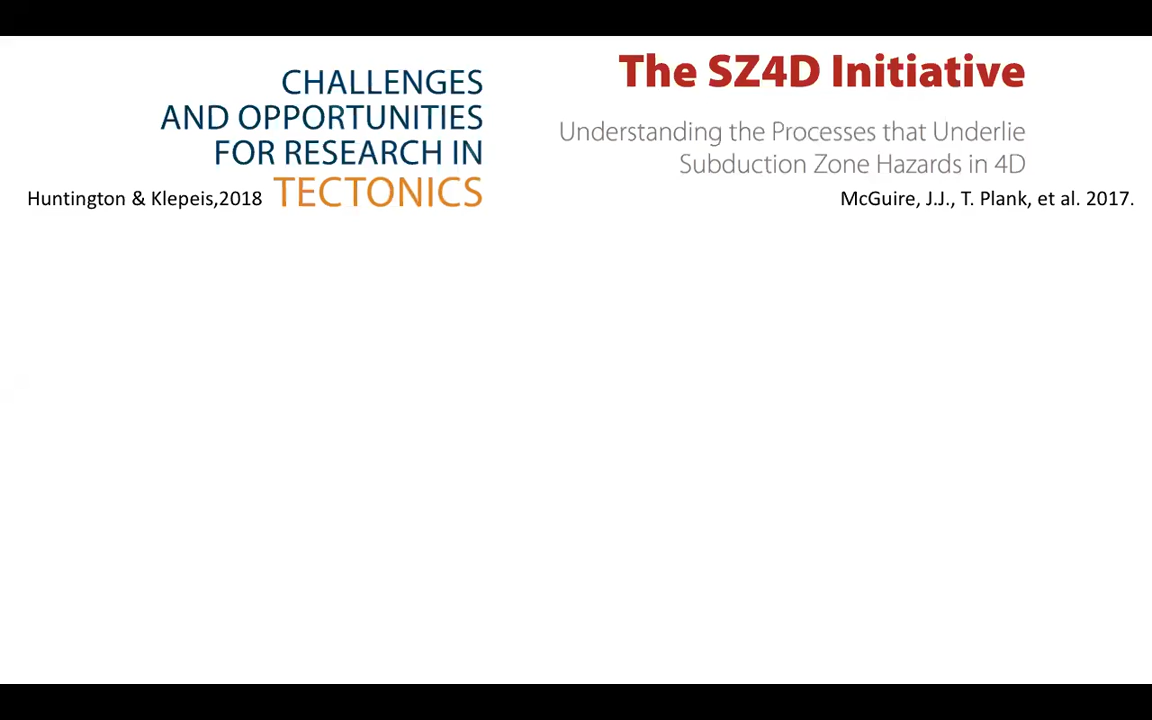 CHALLENGES
AND OPPORTUNITIES
FOR RESEARCH IN
TECTONICS
Huntington & Klepeis,2018
The SZ4D Initiative
Understanding the Processes that Underlie
Subduction Zone Hazards in 4D
McGuire, J.J., T. Plank, et al. 2017.